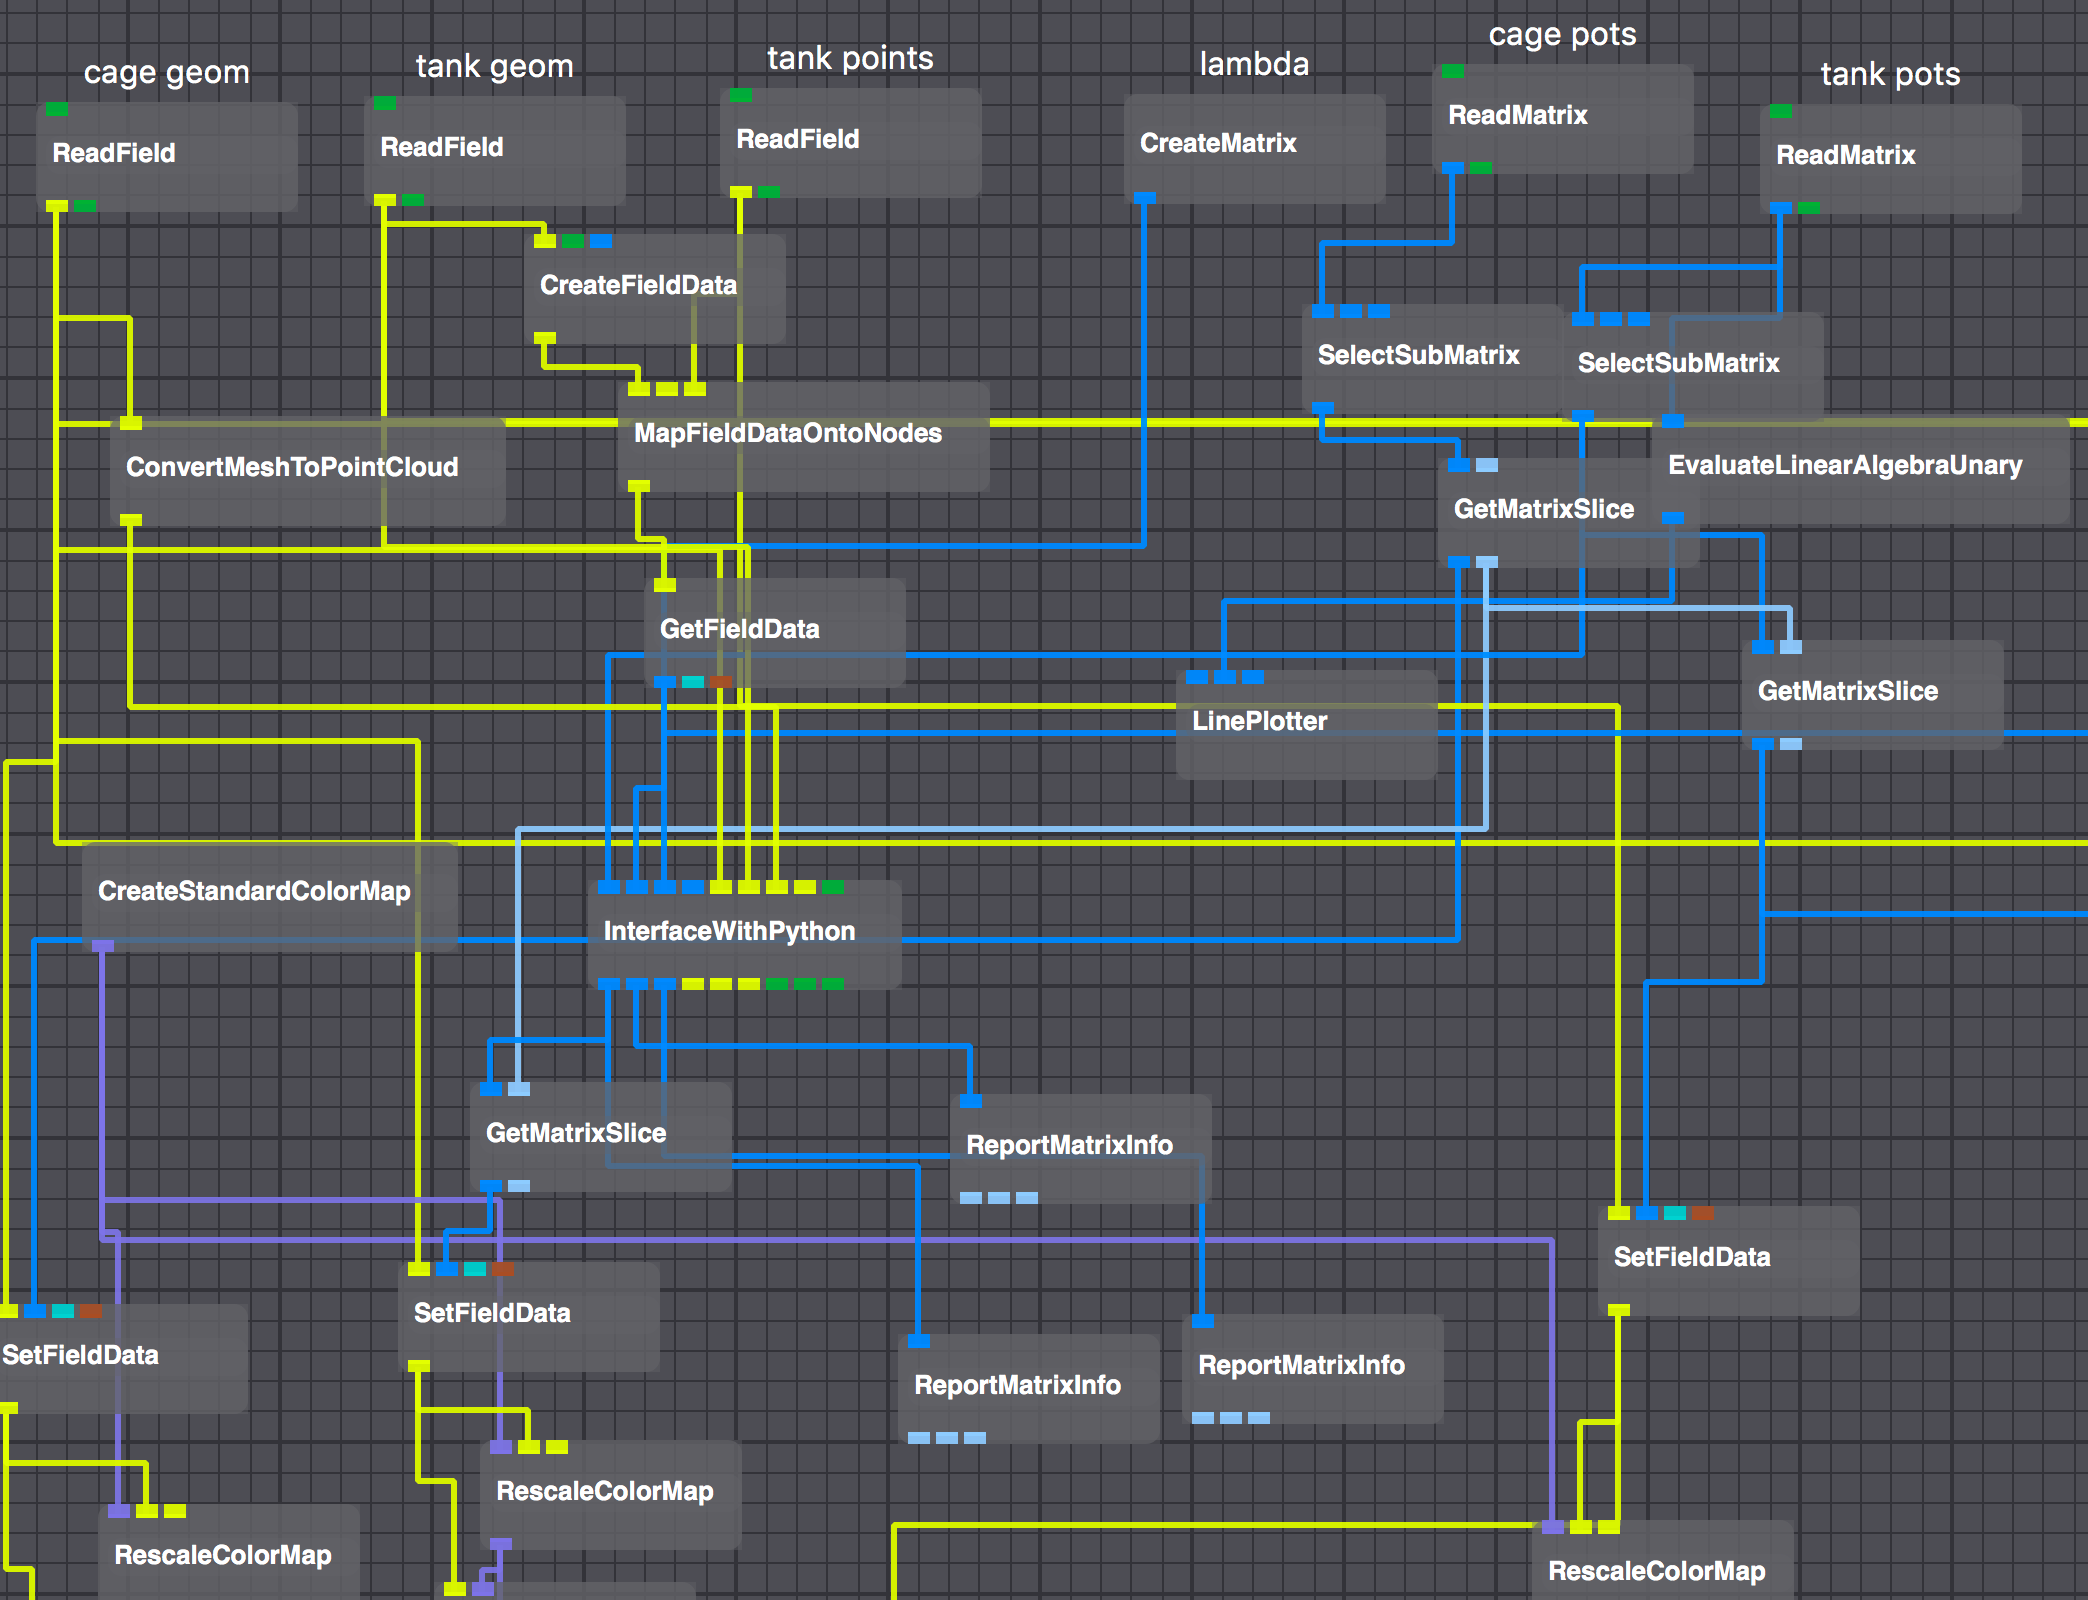 cage geom
tank geom
tank points
lambda
cage pots
tank pots
ReadField
ReadField
ReadField
CreateMatrix
ReadMatrix
ReadMatrix
CreateFieldData
SelectSubMatrix
SelectSubMatrix
MapFieldDataOntoNodes
ConvertMeshToPointCloud
EvaluateLinearAlgebraUnary
GetMatrixSlice
GetFieldData
GetMatrixSlice
LinePlotter
CreateStandardColorMap
InterfaceWithPython
GetMatrixSlice
ReportMatrixInfo
SetFieldData
SetFieldData
SetFieldData
ReportMatrixInfo
ReportMatrixInfo
RescaleColorMap
RescaleColorMap
RescaleColorMap